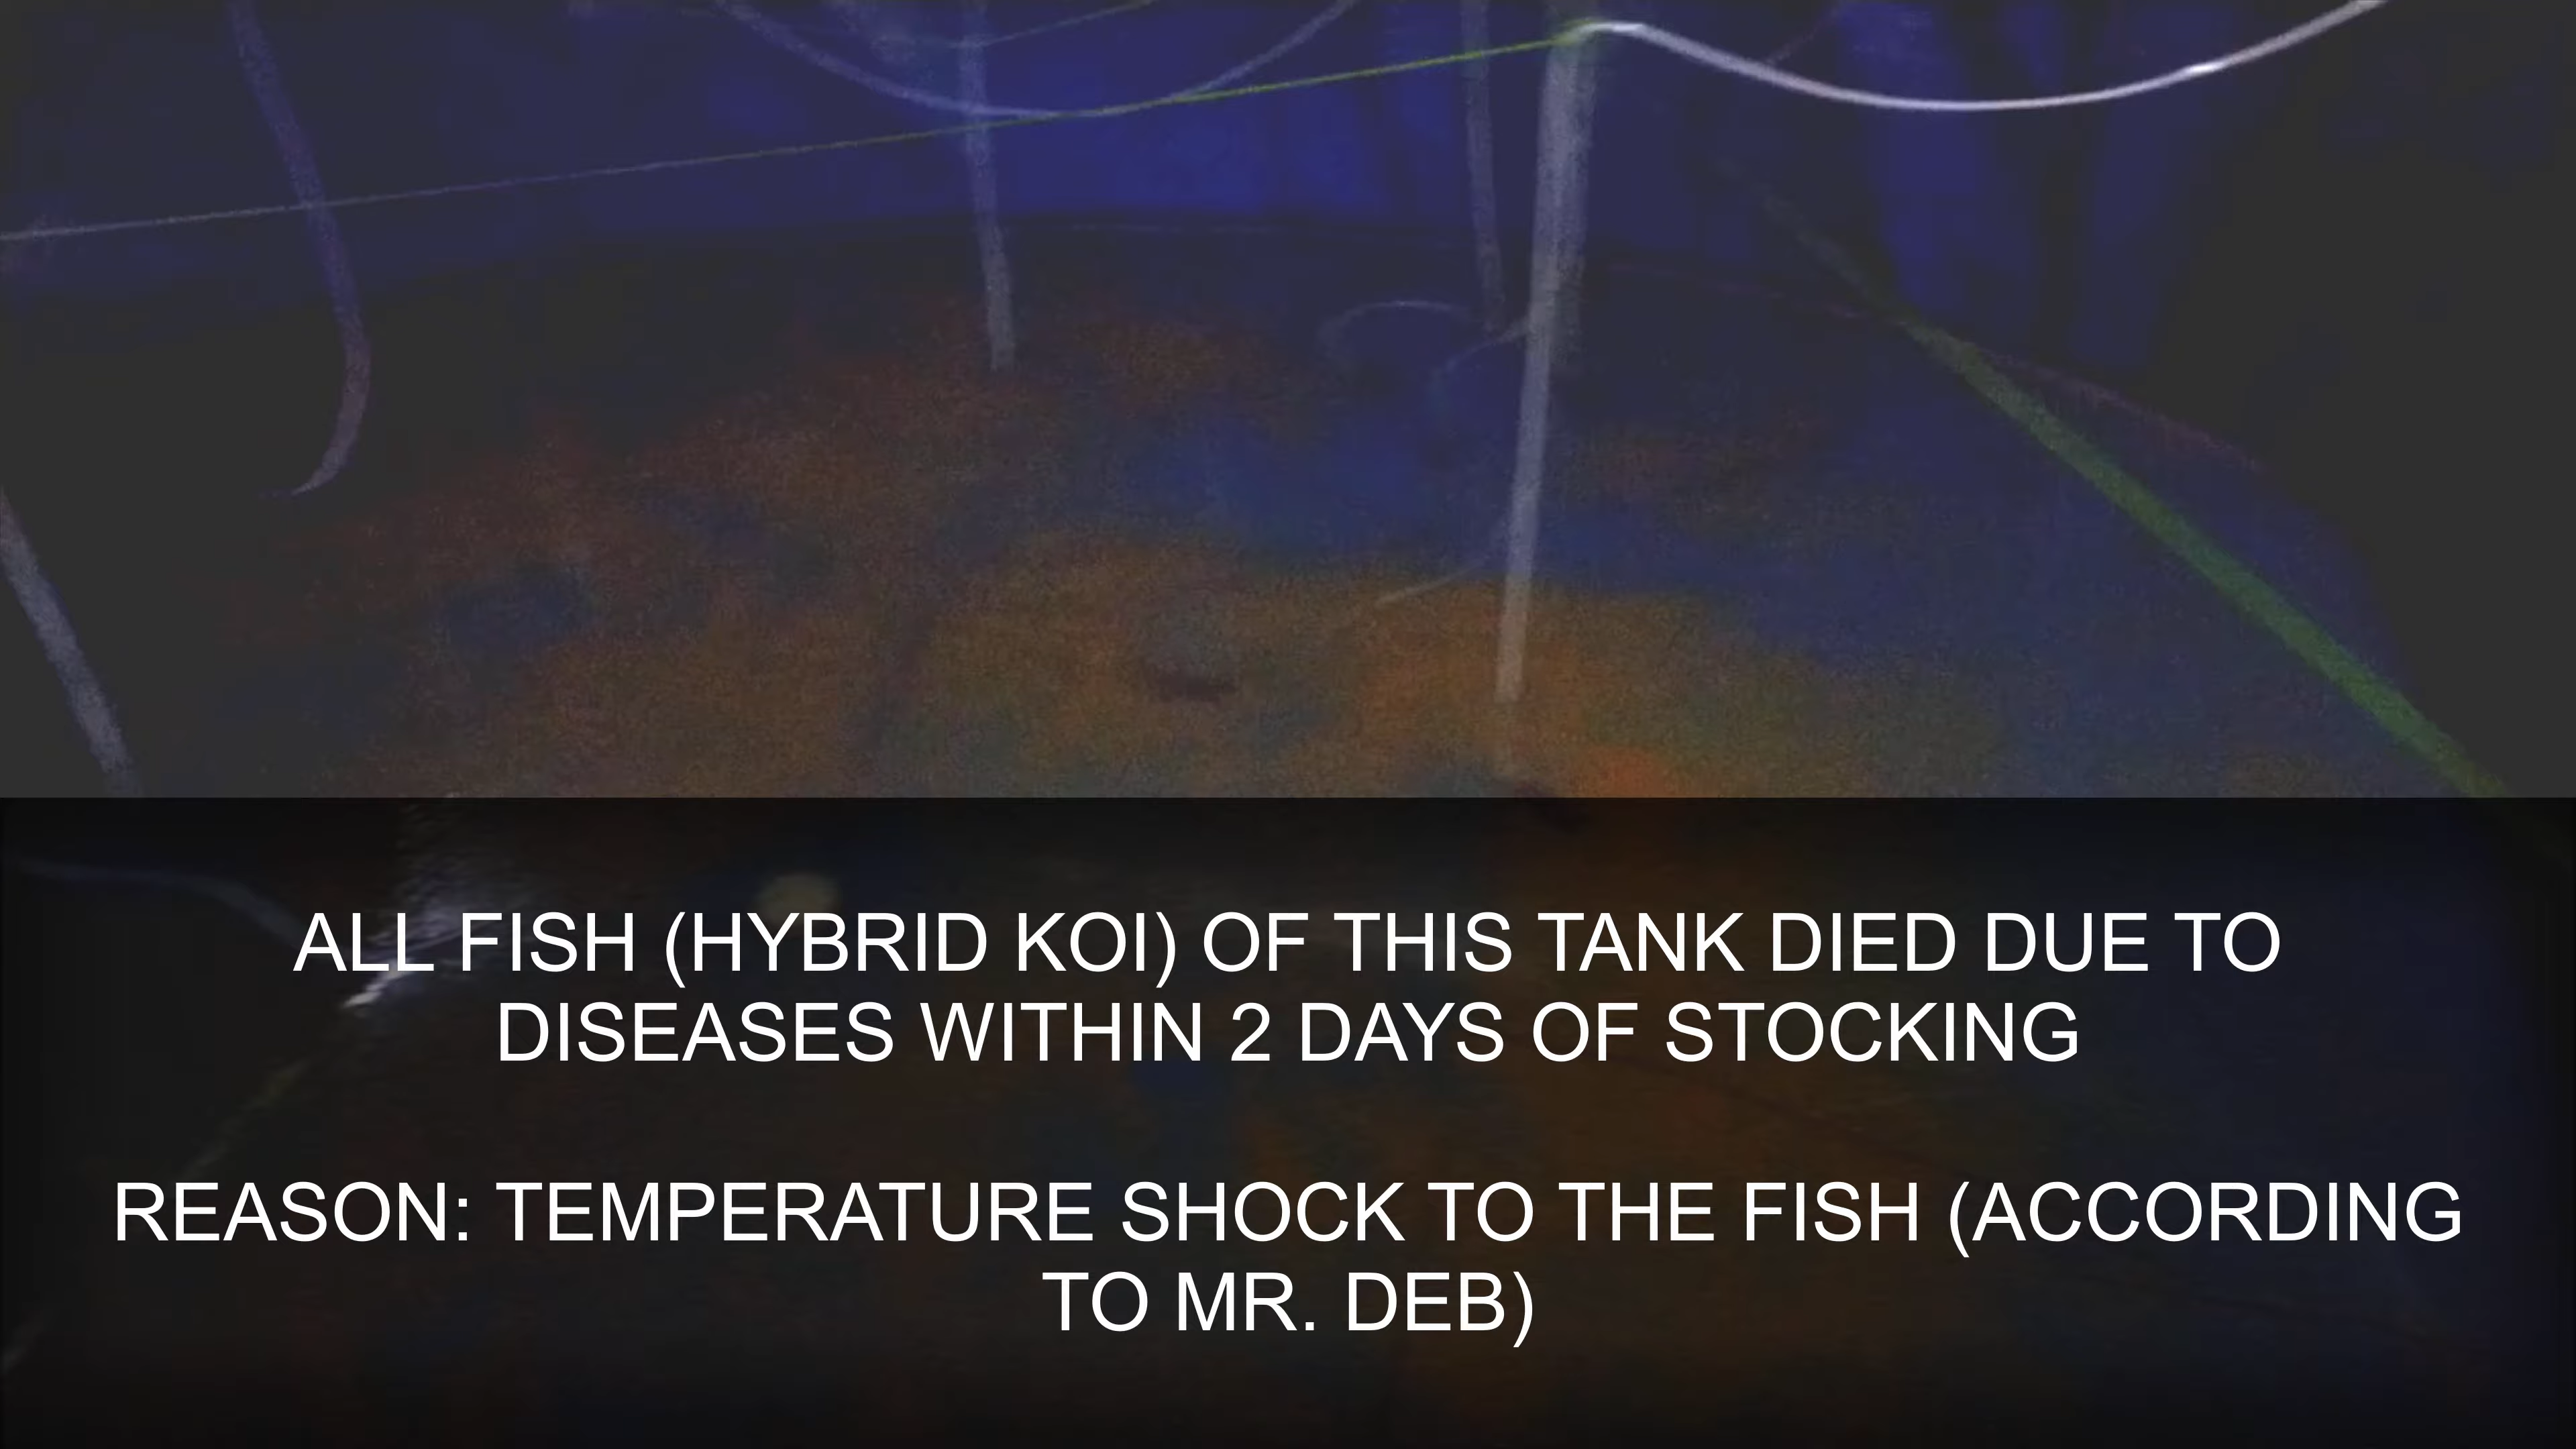 ALL FISH (HYBRID KOI) OF THIS TANK DIED DUE TO
DISEASES WITHIN 2 DAYS OF STOCKING
REASON: TEMPERATURE SHOCK TO THE FISH (ACCORDING
TO MR. DEB)